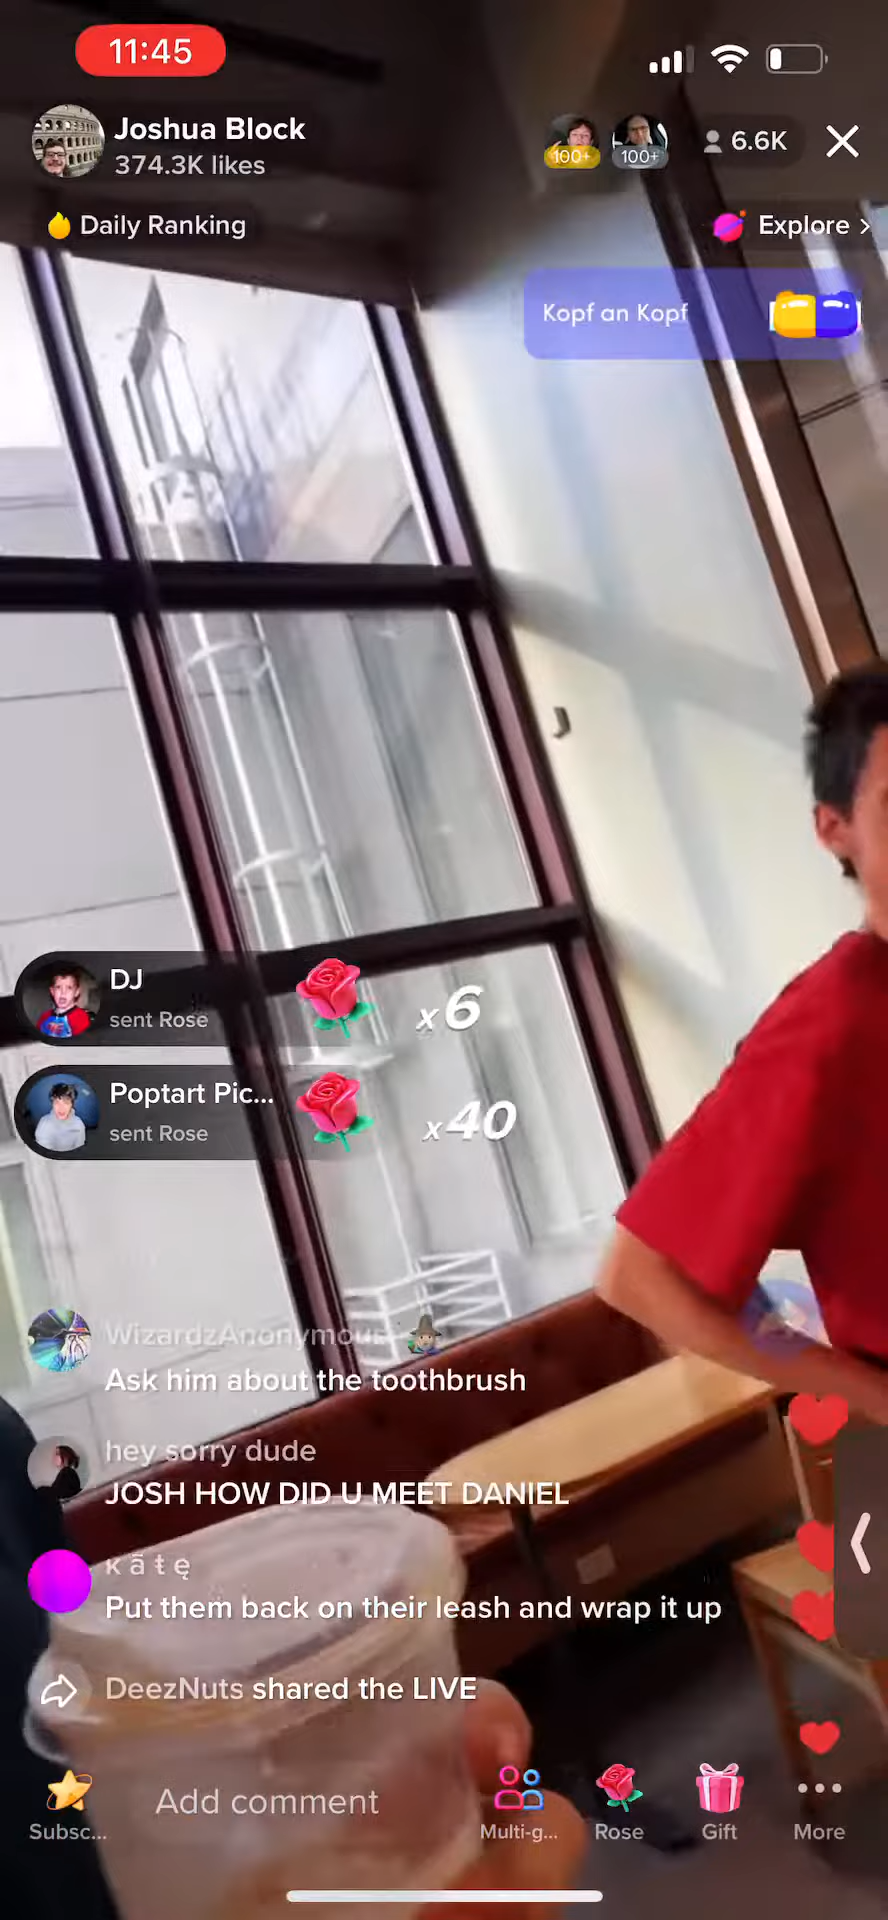 11:45
Joshua Block
374.3K likes
100+
100+
6.6K
Daily Ranking
Explore >
Kopf an Kopf
DJ
sent Rose
x6
Poptart Pic...
sent Rose
x40
WizardzAnonymous
Ask him about the toothbrush
hey sorry dude
JOSH HOW DID U MEET DANIEL
κ ā ŧ ę
Put them back on their leash and wrap it up
DeezNuts shared the LIVE
Add comment
Subsc...
Multi-g...
Rose
Gift
More